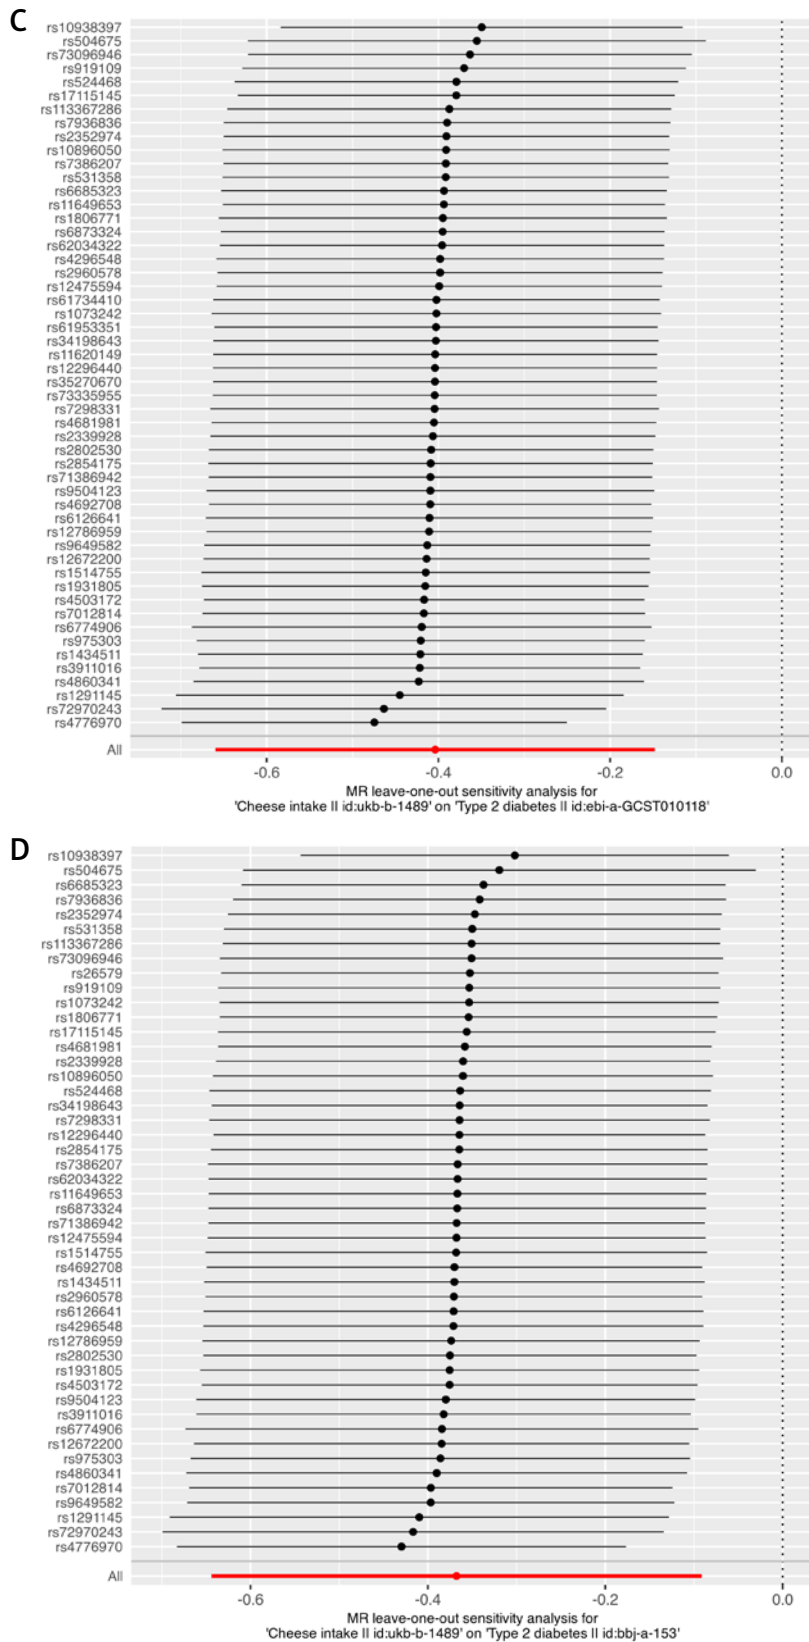 C
rs10938397
rs504675
rs73096946
rs919109
rs524468
rs17115145
rs113367286
rs7936836
rs2352974
rs10896050
rs7386207
rs531358
rs6685323
rs11649653
rs1806771
rs6873324
rs62034322
rs4296548
rs2960578
rs12475594
rs61734410
rs1073242
rs61953351
rs34198643
rs11620149
rs12296440
rs35270670
rs73335955
rs7298331
rs4681981
rs2339928
rs2802530
rs2854175
rs71386942
rs9504123
rs4692708
rs6126641
rs12786959
rs9649582
rs12672200
rs1514755
rs1931805
rs4503172
rs7012814
rs6774906
rs975303
rs1434511
rs3911016
rs4860341
rs1291145
rs72970243
rs4776970
All
-0.6 -0.4 -0.2 0.0
MR leave-one-out sensitivity analysis for
'Cheese intake II id:ukb-b-1489' on 'Type 2 diabetes II id:ebi-a-GCST010118'
D
rs10938397
rs504675
rs6685323
rs7936836
rs2352974
rs531358
rs113367286
rs73096946
rs26579
rs919109
rs1073242
rs1806771
rs17115145
rs4681981
rs2339928
rs10896050
rs524468
rs34198643
rs7298331
rs12296440
rs2854175
rs7386207
rs62034322
rs11649653
rs6873324
rs71386942
rs12475594
rs1514755
rs4692708
rs1434511
rs2960578
rs6126641
rs4296548
rs12786959
rs2802530
rs1931805
rs4503172
rs9504123
rs3911016
rs6774906
rs12672200
rs975303
rs4860341
rs7012814
rs9649582
rs1291145
rs72970243
rs4776970
All
-0.6 -0.4 -0.2 0.0
MR leave-one-out sensitivity analysis for
'Cheese intake II id:ukb-b-1489' on 'Type 2 diabetes II id:bbj-a-153'